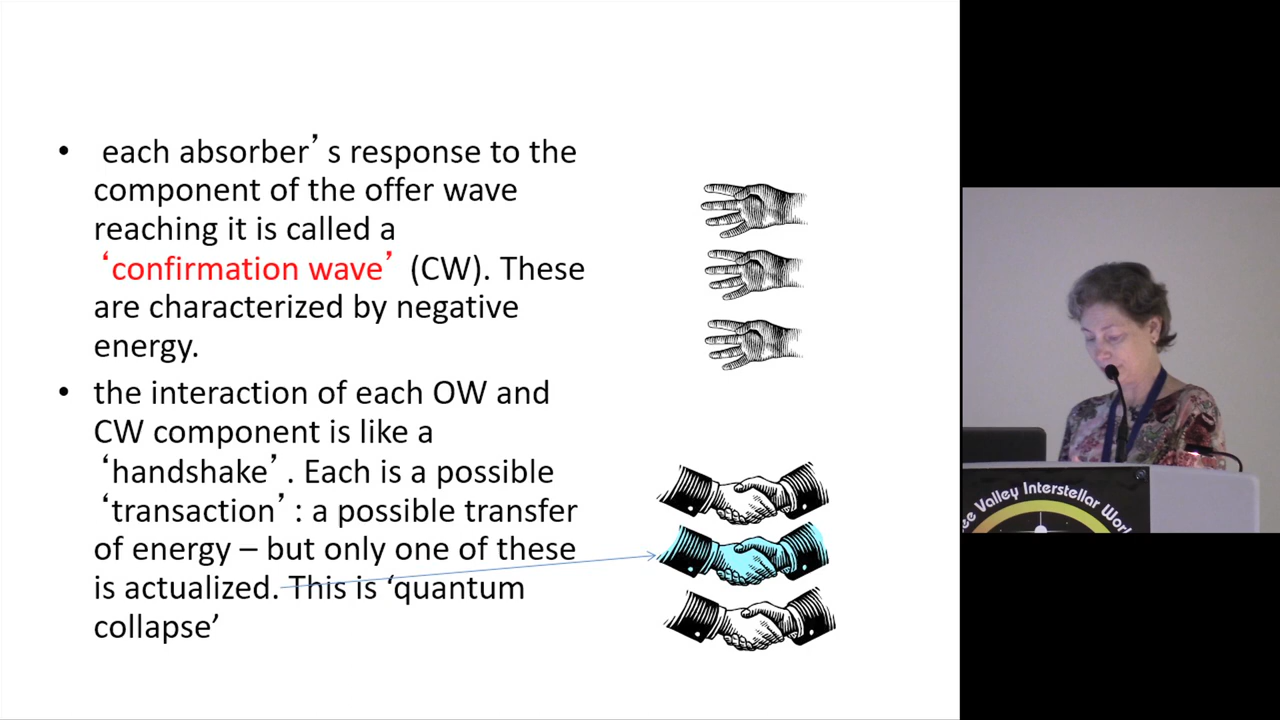 • each absorber’s response to the
component of the offer wave
reaching it is called a
‘confirmation wave’ (CW). These
are characterized by negative
energy.
• the interaction of each OW and
CW component is like a
‘handshake’. Each is a possible
‘transaction’: a possible transfer
of energy – but only one of these
is actualized. This is ‘quantum
collapse’
Valley Interstellar